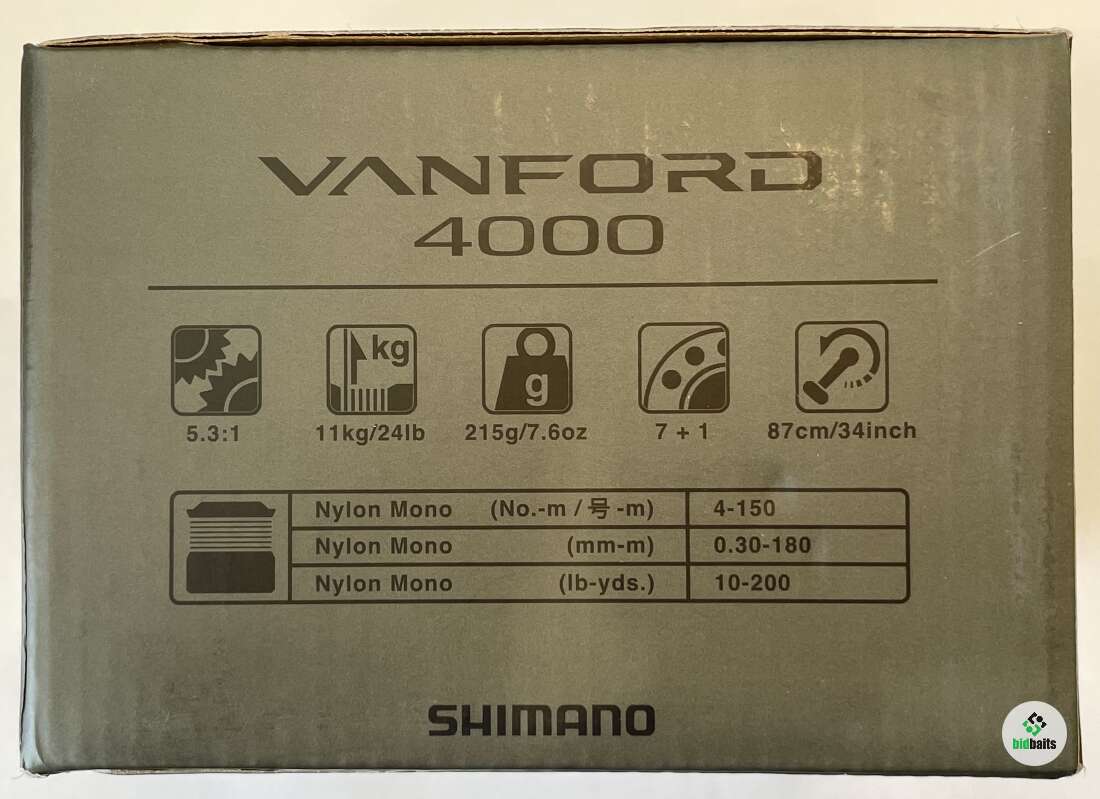 VANFORD
4000
kg
g
5.3:1 11kg/24lb 215g/7.6oz 7 + 1 87cm/34inch
Nylon Mono (No.-m / 号 -m) 4-150
Nylon Mono (mm-m) 0.30-180
Nylon Mono (lb-yds.) 10-200
SHIMANO
bidbaits